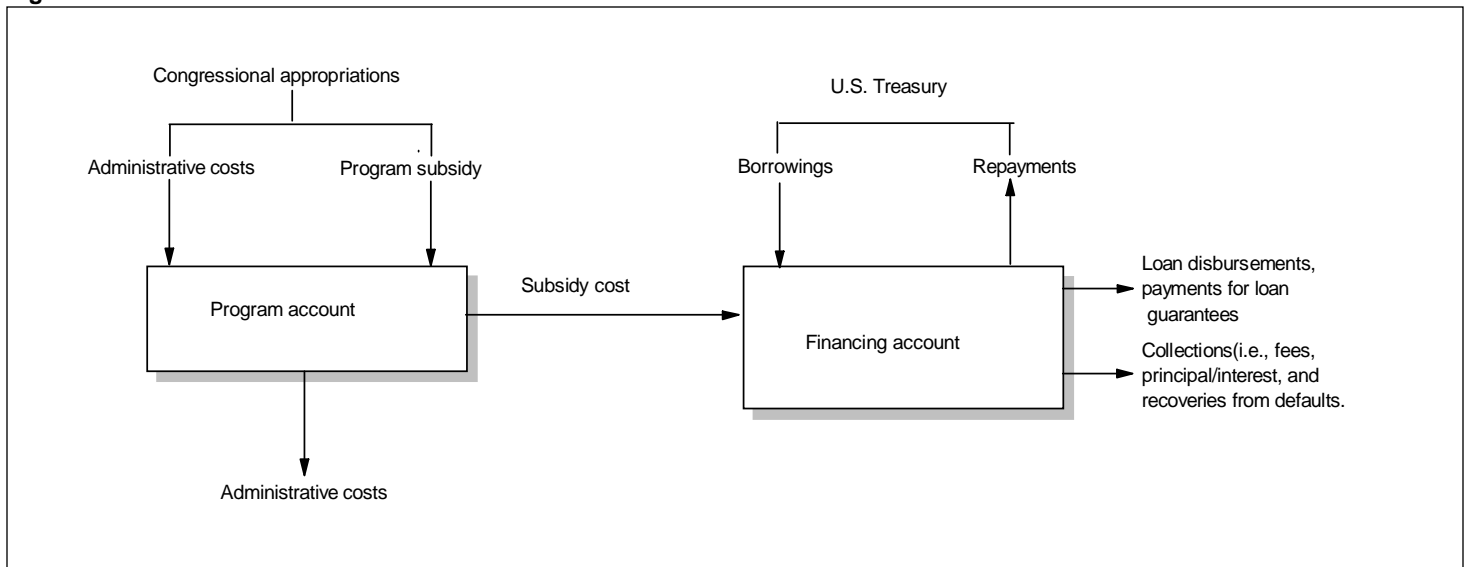 Congressional appropriations
U.S. Treasury
Administrative costs
Program subsidy
Borrowings
Repayments
Program account
Subsidy cost
Financing account
Loan disbursements,
payments for loan
guarantees
Collections(i.e., fees,
principal/interest, and
recoveries from defaults.
Administrative costs